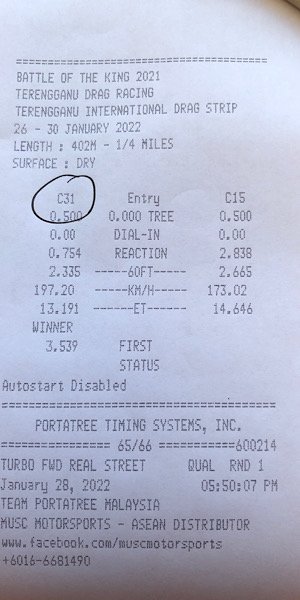 ========================================
BATTLE OF THE KING 2021
TERENGGANU DRAG RACING
TERENGGANU INTERNATIONAL DRAG STRIP
26 - 30 JANUARY 2022
LENGTH : 402M - 1/4 MILES
SURFACE : DRY
C31 Entry C15
0.500 0.000 TREE 0.500
0.00 DIAL-IN 0.00
0.754 REACTION 2.838
2.335 -----60FT----- 2.665
197.20 -----KM/H----- 173.02
13.191 ------ET------ 14.646
WINNER
3.539 FIRST
STATUS
Autostart Disabled
========================================
PORTATREE TIMING SYSTEMS, INC.
================ 65/66 ===========600214
TURBO FWD REAL STREET QUAL RND 1
January 28, 2022 05:50:07 PM
TEAM PORTATREE MALAYSIA
MUSC MOTORSPORTS - ASEAN DISTRIBUTOR
www.facebook.com/muscmotorsports
+6016-6681490